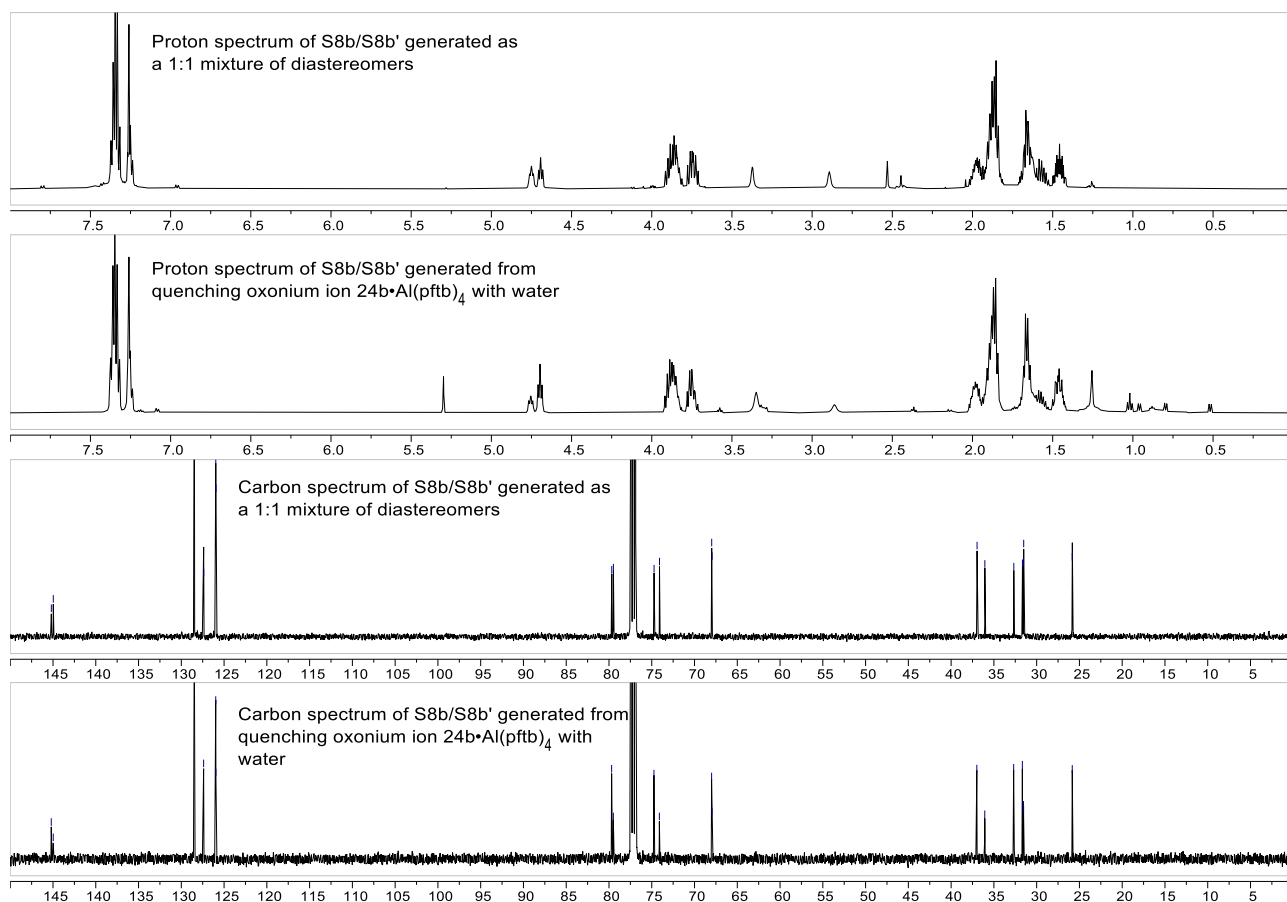 Proton spectrum of S8b/S8b' generated as
a 1:1 mixture of diastereomers
7.5 7.0 6.5 6.0 5.5 5.0 4.5 4.0 3.5 3.0 2.5 2.0 1.5 1.0 0.5
Proton spectrum of S8b/S8b' generated from
quenching oxonium ion 24b•Al(pftb)4 with water
7.5 7.0 6.5 6.0 5.5 5.0 4.5 4.0 3.5 3.0 2.5 2.0 1.5 1.0 0.5
Carbon spectrum of S8b/S8b' generated as
a 1:1 mixture of diastereomers
145 140 135 130 125 120 115 110 105 100 95 90 85 80 75 70 65 60 55 50 45 40 35 30 25 20 15 10 5
Carbon spectrum of S8b/S8b' generated from
quenching oxonium ion 24b•Al(pftb)4 with
water
145 140 135 130 125 120 115 110 105 100 95 90 85 80 75 70 65 60 55 50 45 40 35 30 25 20 15 10 5